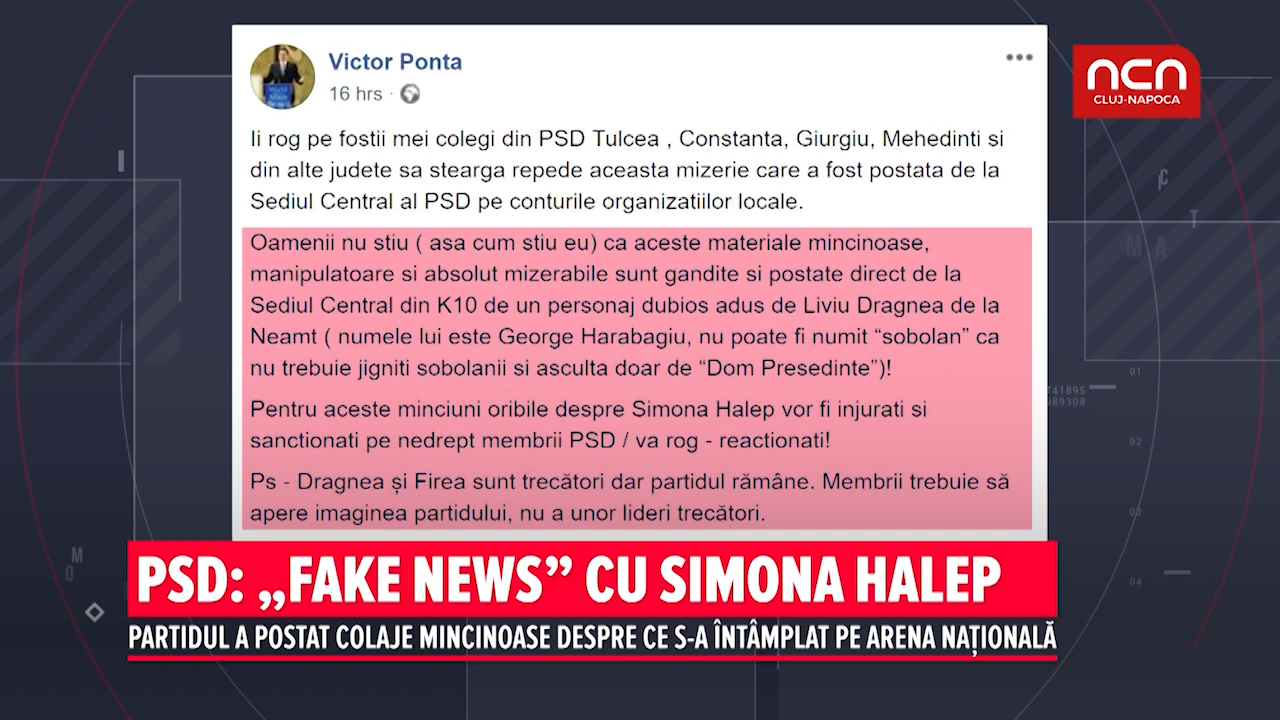 Victor Ponta
16 hrs ·
Ii rog pe fostii mei colegi din PSD Tulcea , Constanta, Giurgiu, Mehedinti si
din alte judete sa stearga repede aceasta mizerie care a fost postata de la
Sediul Central al PSD pe conturile organizatiilor locale.
Oamenii nu stiu ( asa cum stiu eu) ca aceste materiale mincinoase,
manipulatoare si absolut mizerabile sunt gandite si postate direct de la
Sediul Central din K10 de un personaj dubios adus de Liviu Dragnea de la
Neamt ( numele lui este George Harabagiu, nu poate fi numit “sobolan” ca
nu trebuie jigniti sobolanii si asculta doar de “Dom Presedinte”)!
Pentru aceste minciuni oribile despre Simona Halep vor fi injurati si
sanctionati pe nedrept membrii PSD / va rog - reactionati!
Ps - Dragnea și Firea sunt trecători dar partidul rămâne. Membrii trebuie să
apere imaginea partidului, nu a unor lideri trecători.
ncn
CLUJ-NAPOCA
C
T
M A
01
741895
989308
02
03
04
M
O
PSD: „FAKE NEWS” CU SIMONA HALEP
PARTIDUL A POSTAT COLAJE MINCINOASE DESPRE CE S-A ÎNTÂMPLAT PE ARENA NAȚIONALĂ